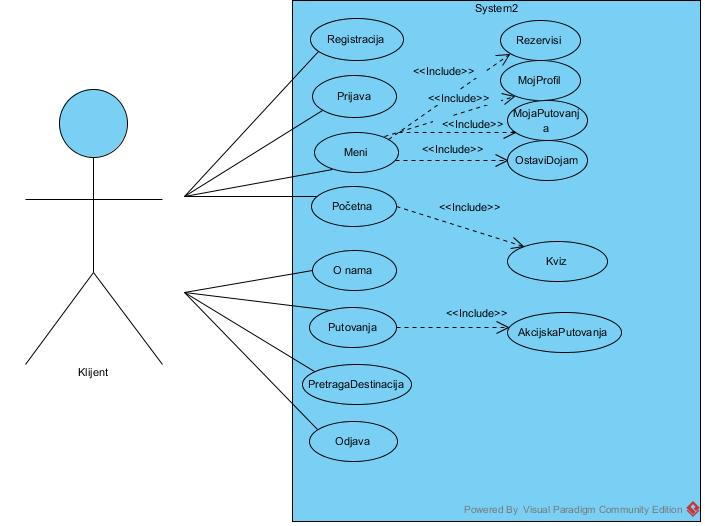 System2
Registracija
Rezervisi
<<Include>>
MojProfil
Prijava
<<Include>>
MojaPutovanj
a
<<Include>>
Meni
<<Include>>
OstaviDojam
Početna
<<Include>>
Kviz
O nama
Putovanja
<<Include>>
AkcijskaPutovanja
Klijent
PretragaDestinacija
Odjava
Powered By Visual Paradigm Community Edition